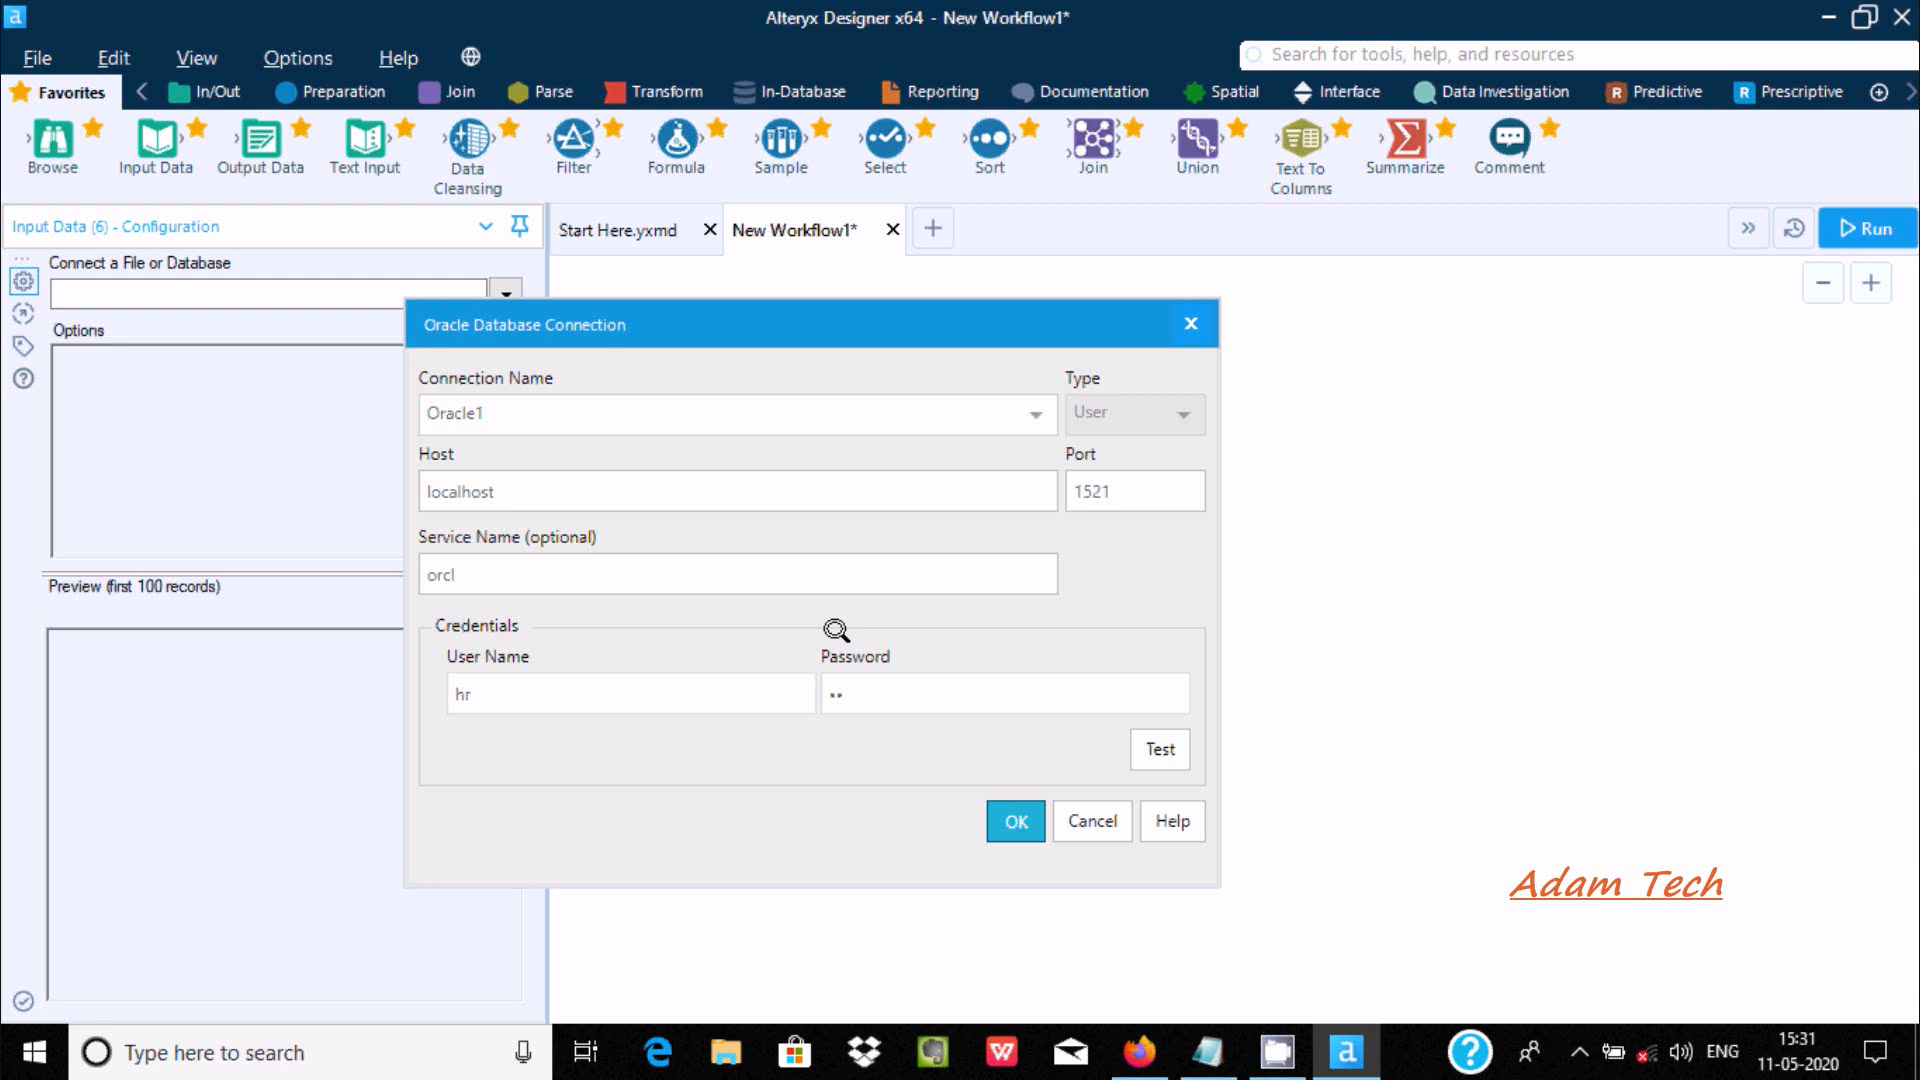 Alteryx Designer x64 - New Workflow1*
File Edit View Options Help
Search for tools, help, and resources
Favorites In/Out Preparation Join Parse Transform In-Database Reporting Documentation Spatial Interface Data Investigation Predictive Prescriptive
Browse Input Data Output Data Text Input Data Cleansing Filter Formula Sample Select Sort Join Union Text To Columns Summarize Comment
Input Data (6) - Configuration
Start Here.yxmd New Workflow1*
Run
Connect a File or Database
Options
Oracle Database Connection
Connection Name Type
Oracle1 User
Host Port
localhost 1521
Service Name (optional)
orcl
Preview (first 100 records)
Credentials
User Name Password
hr ••
Test
OK Cancel Help
Adam Tech
Type here to search
ENG
15:31
11-05-2020